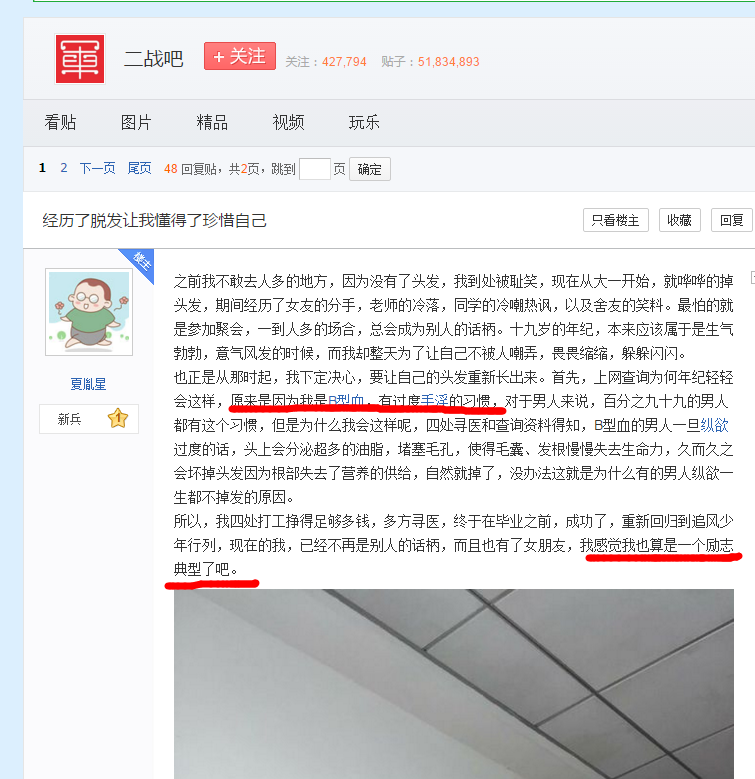 軍
二战吧
+ 关注
关注：427,794 贴子：51,834,893
看贴 图片 精品 视频 玩乐
1 2 下一页 尾页 48 回复贴，共2页，跳到 页 确定
经历了脱发让我懂得了珍惜自己
只看楼主 收藏 回复
楼主
夏胤星
新兵 1
之前我不敢去人多的地方，因为没有了头发，我到处被耻笑，现在从大一开始，就哗哗的掉
头发，期间经历了女友的分手，老师的冷落，同学的冷嘲热讽，以及舍友的笑料。最怕的就
是参加聚会，一到人多的场合，总会成为别人的话柄。十九岁的年纪，本来应该属于是生气
勃勃，意气风发的时候，而我却整天为了让自己不被人嘲弄，畏畏缩缩，躲躲闪闪。
也正是从那时起，我下定决心，要让自己的头发重新长出来。首先，上网查询为何年纪轻轻
会这样，原来是因为我是B型血，有过度手淫的习惯，对于男人来说，百分之九十九的男人
都有这个习惯，但是为什么我会这样呢，四处寻医和查询资料得知，B型血的男人一旦纵欲
过度的话，头上会分泌超多的油脂，堵塞毛孔，使得毛囊、发根慢慢失去生命力，久而久之
会坏掉头发因为根部失去了营养的供给，自然就掉了，没办法这就是为什么有的男人纵欲一
生都不掉发的原因。
所以，我四处打工挣得足够多钱，多方寻医，终于在毕业之前，成功了，重新回归到追风少
年行列，现在的我，已经不再是别人的话柄，而且也有了女朋友，我感觉我也算是一个励志
典型了吧。